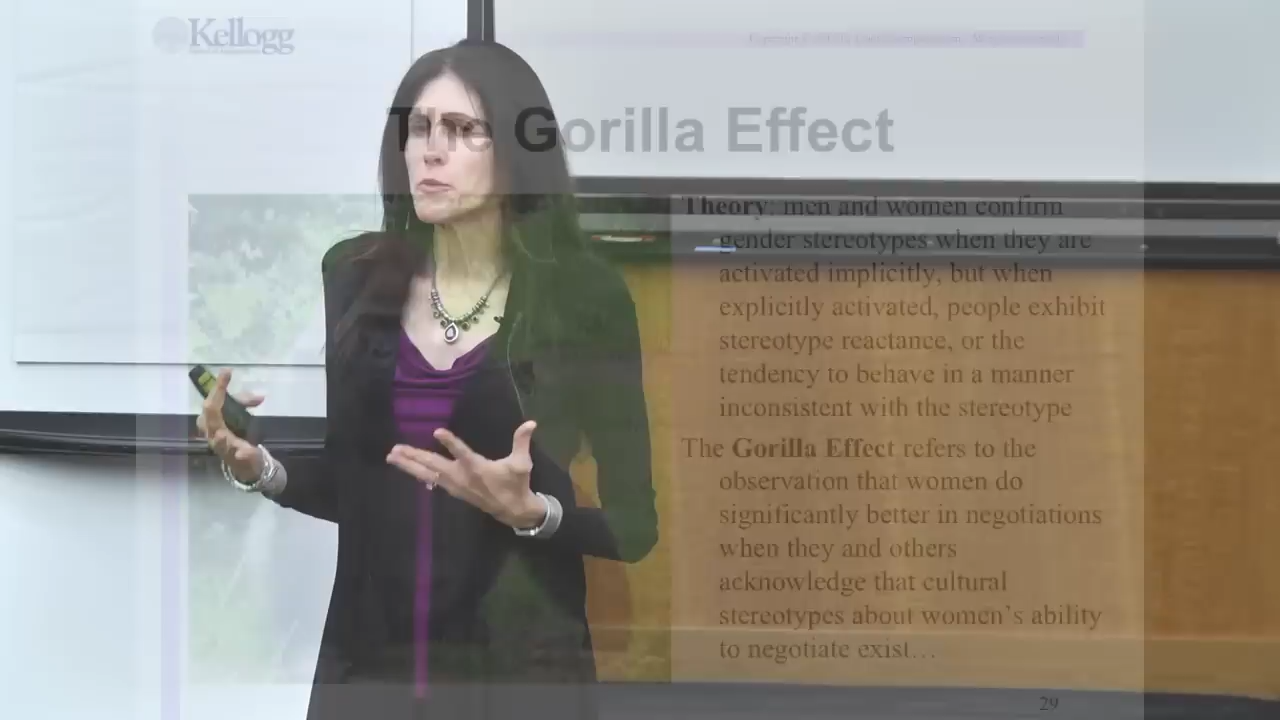 Kellogg
The Gorilla Effect
Theory: men and women confirm
gender stereotypes when they are
activated implicitly, but when
explicitly activated, people exhibit
stereotype reactance, or the
tendency to behave in a manner
inconsistent with the stereotype
The Gorilla Effect refers to the
observation that women do
significantly better in negotiations
when they and others
acknowledge that cultural
stereotypes about women's ability
to negotiate exist…
29